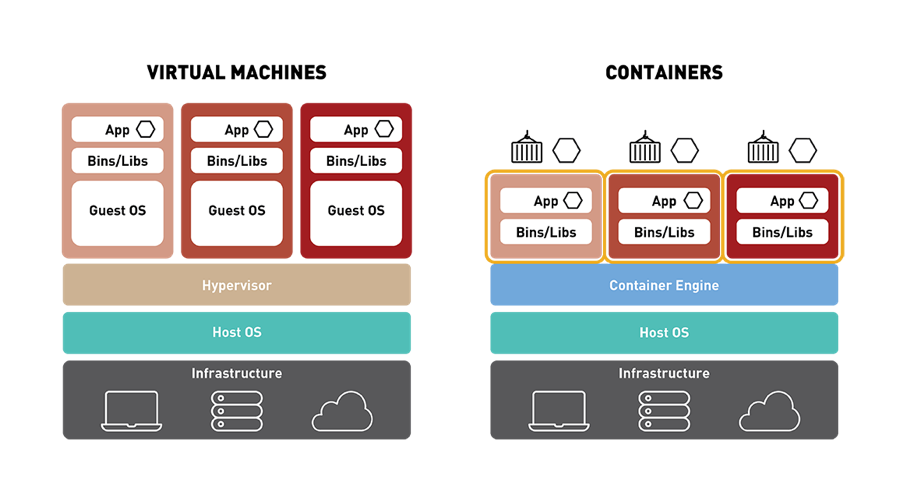 VIRTUAL MACHINES
App
App
App
Bins/Libs
Bins/Libs
Bins/Libs
Guest OS
Guest OS
Guest OS
Hypervisor
Host OS
Infrastructure
CONTAINERS
App
App
App
Bins/Libs
Bins/Libs
Bins/Libs
Container Engine
Host OS
Infrastructure